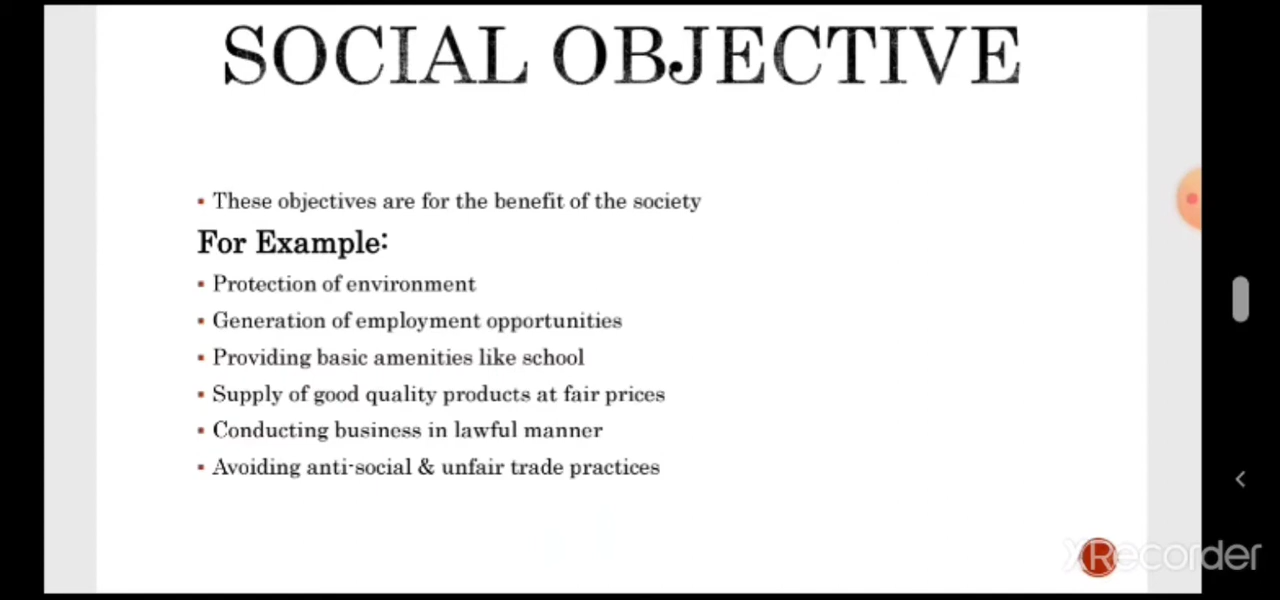 SOCIAL OBJECTIVE
▪ These objectives are for the benefit of the society
For Example:
▪ Protection of environment
▪ Generation of employment opportunities
▪ Providing basic amenities like school
▪ Supply of good quality products at fair prices
▪ Conducting business in lawful manner
▪ Avoiding anti-social & unfair trade practices
XRecorder